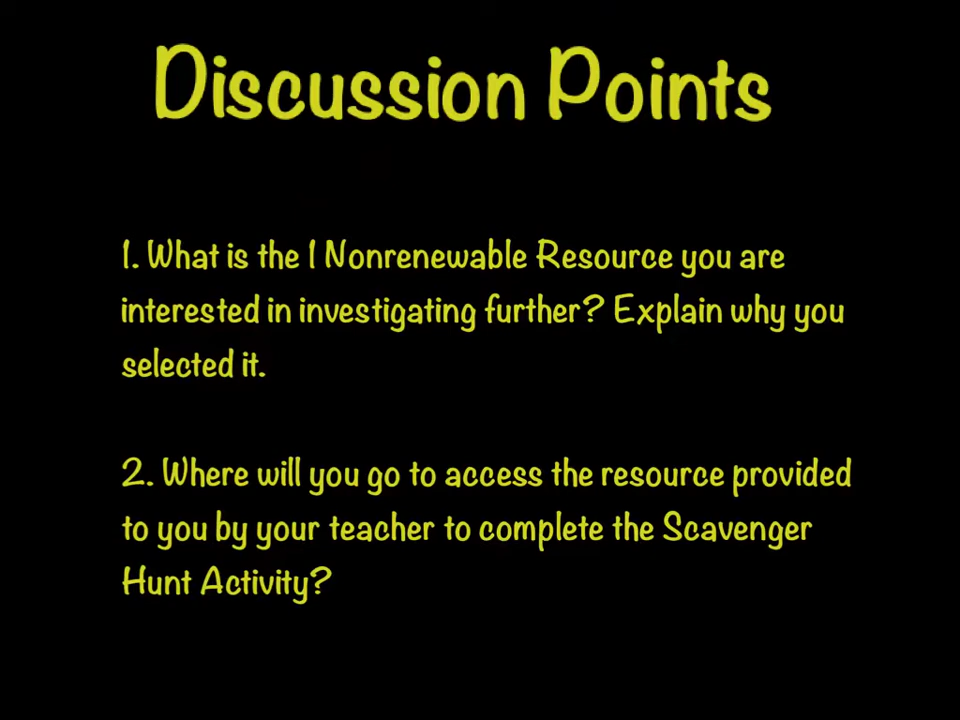 Discussion Points
1. What is the 1 Nonrenewable Resource you are
interested in investigating further? Explain why you
selected it.
2. Where will you go to access the resource provided
to you by your teacher to complete the Scavenger
Hunt Activity?